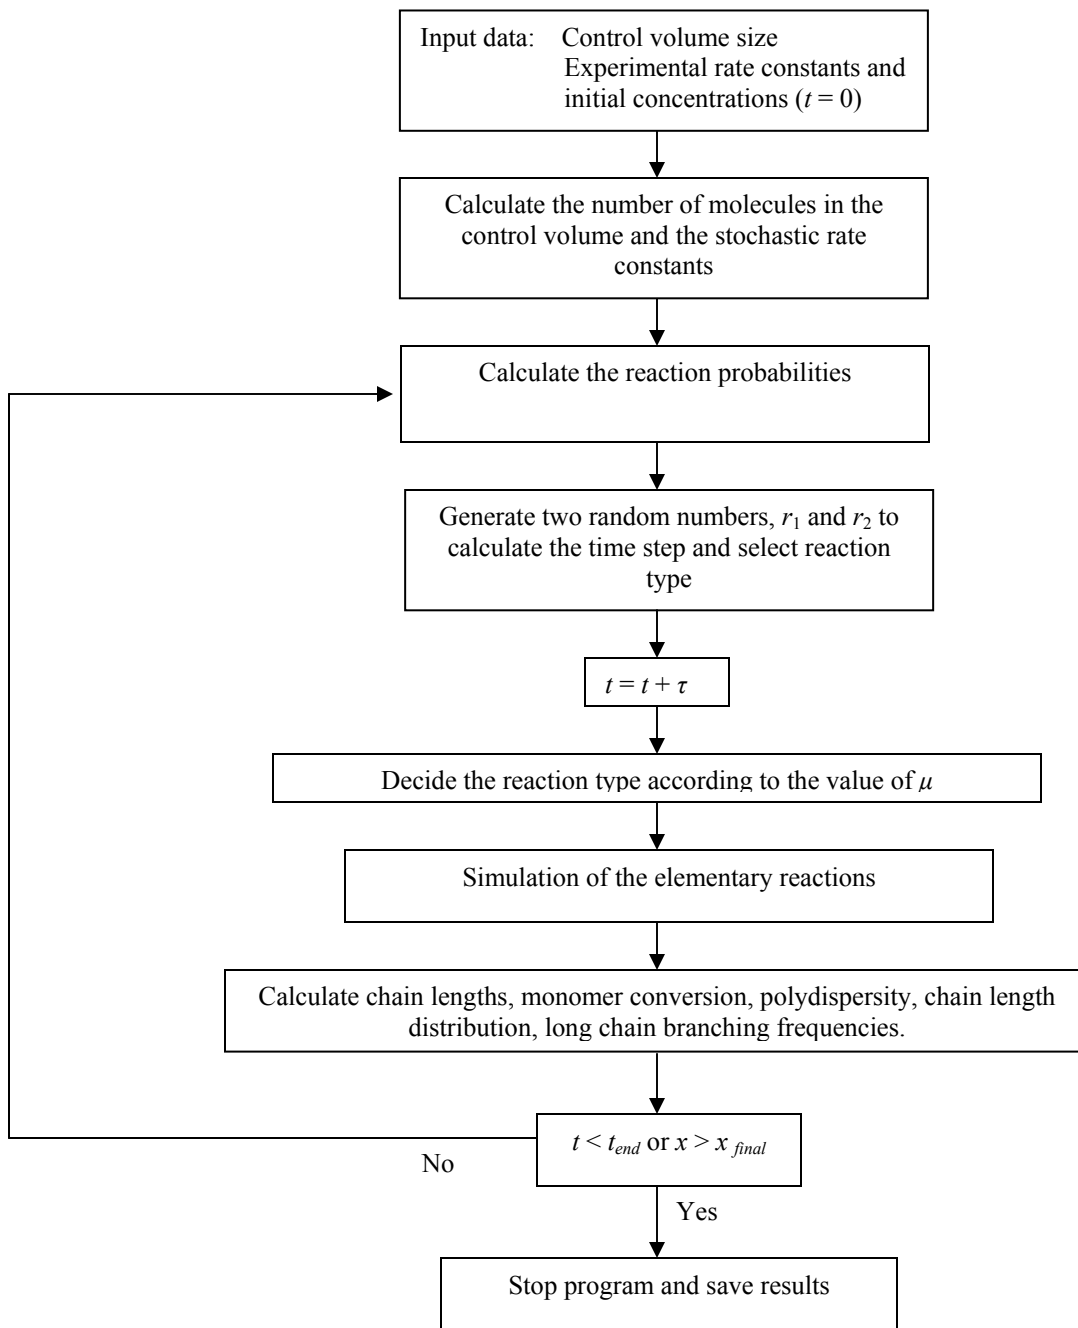 Input data: Control volume size
Experimental rate constants and
initial concentrations (t = 0)
Calculate the number of molecules in the
control volume and the stochastic rate
constants
Calculate the reaction probabilities
Generate two random numbers, r1 and r2 to
calculate the time step and select reaction
type
t = t + τ
Decide the reaction type according to the value of μ
Simulation of the elementary reactions
Calculate chain lengths, monomer conversion, polydispersity, chain length
distribution, long chain branching frequencies.
t < tend or x > x final
No
Yes
Stop program and save results